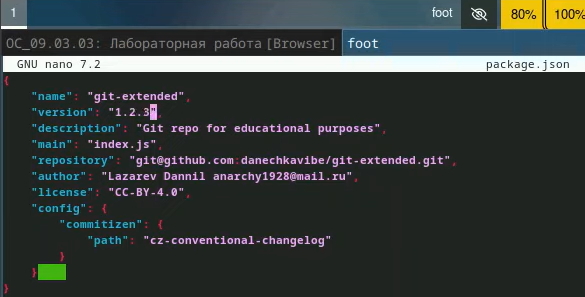 1 foot 80% 100%
ОС_09.03.03: Лабораторная работа [Browser] foot
GNU nano 7.2 package.json
{
"name": "git-extended",
"version": "1.2.3",
"description": "Git repo for educational purposes",
"main": "index.js",
"repository": "git@github.com:danechkavibe/git-extended.git",
"author": "Lazarev Dannil anarchy1928@mail.ru",
"license": "CC-BY-4.0",
"config": {
"commitizen": {
"path": "cz-conventional-changelog"
}
}
}